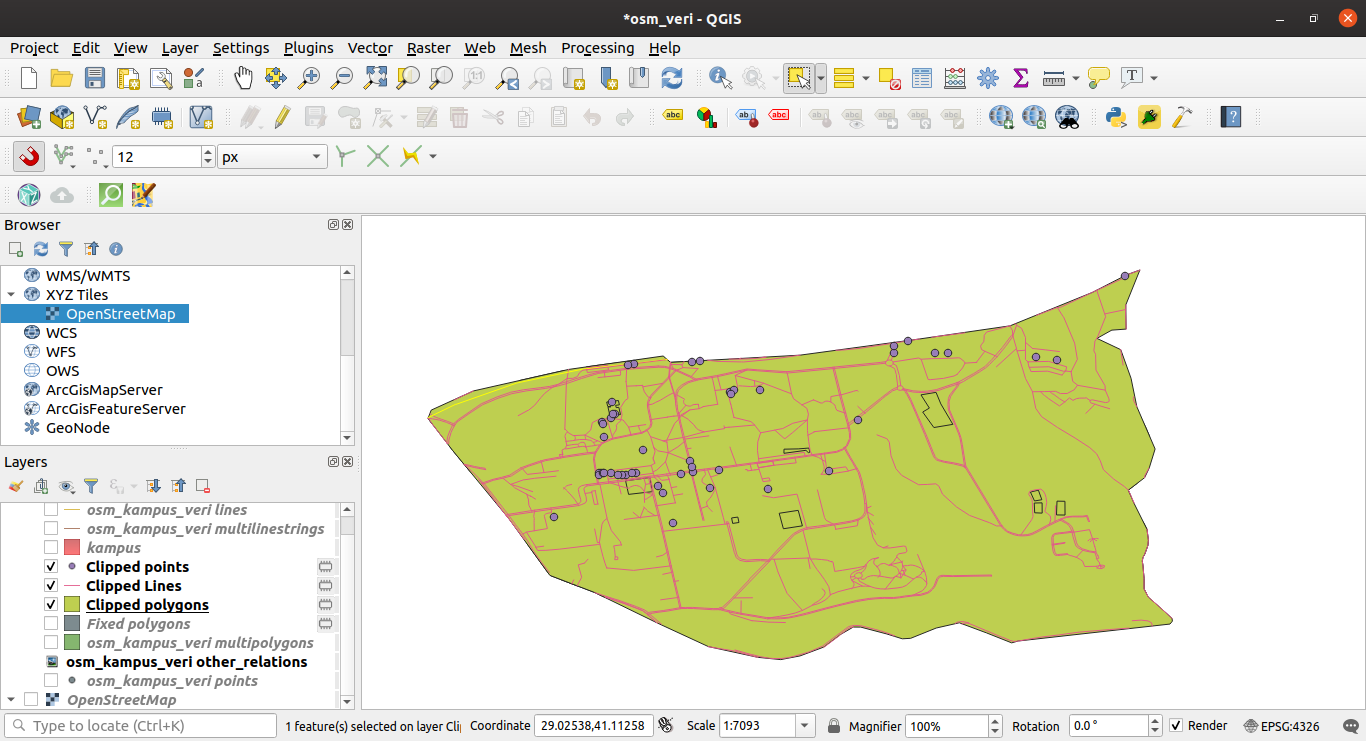 *osm_veri - QGIS
Project Edit View Layer Settings Plugins Vector Raster Web Mesh Processing Help
12 px
Browser
WMS/WMTS
XYZ Tiles
OpenStreetMap
WCS
WFS
OWS
ArcGisMapServer
ArcGisFeatureServer
GeoNode
Layers
osm_kampus_veri lines
osm_kampus_veri multilinestrings
kampus
Clipped points
Clipped Lines
Clipped polygons
Fixed polygons
osm_kampus_veri multipolygons
osm_kampus_veri other_relations
osm_kampus_veri points
OpenStreetMap
Type to locate (Ctrl+K) 1 feature(s) selected on layer Cli Coordinate 29.02538,41.11258 Scale 1:7093 Magnifier 100% Rotation 0.0 ° Render EPSG:4326